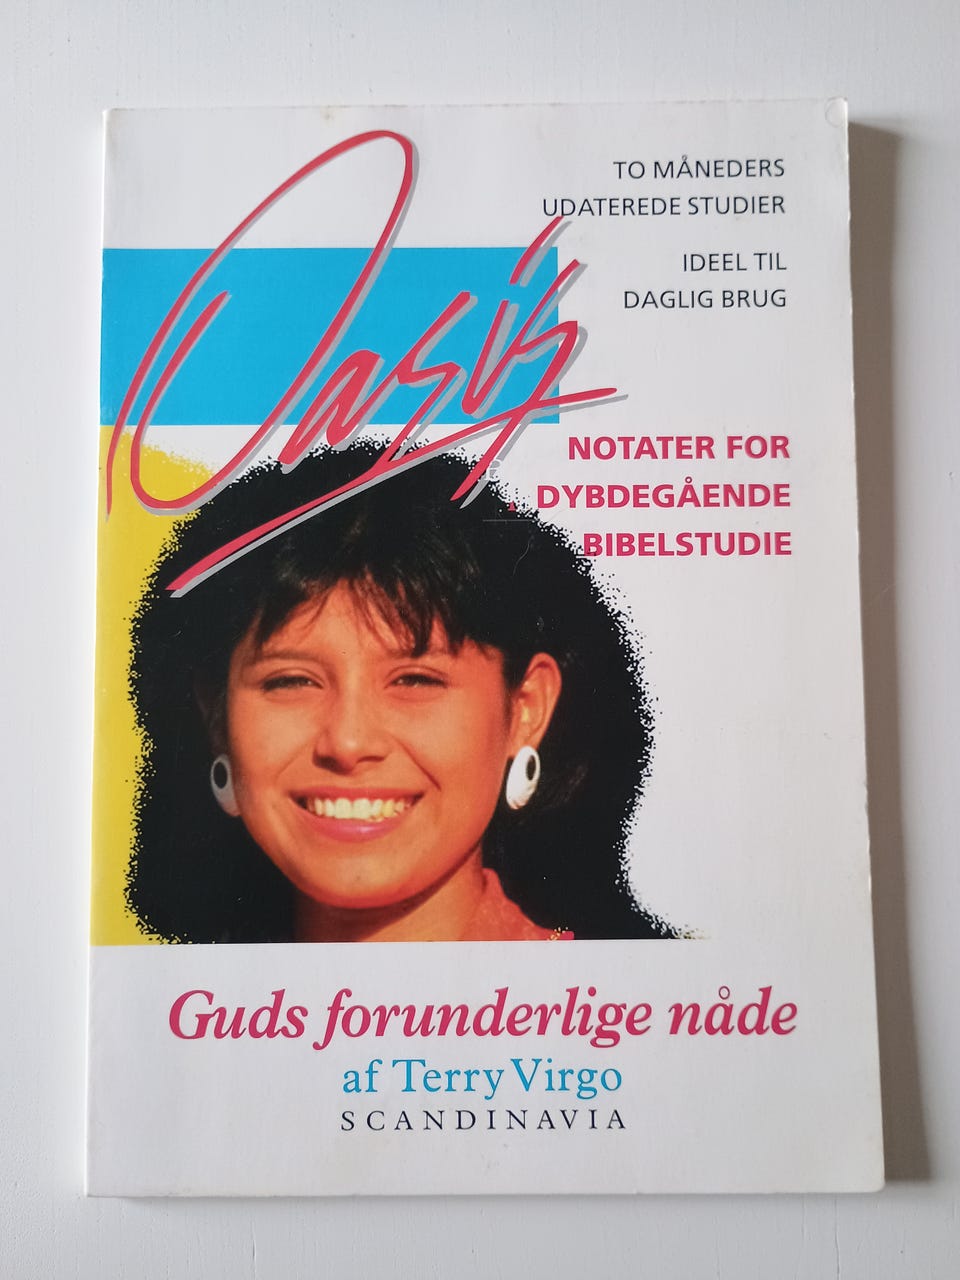 Oasis
TO MÅNEDERS
UDATEREDE STUDIER
IDEEL TIL
DAGLIG BRUG
NOTATER FOR
DYBDEGÅENDE
BIBELSTUDIE
Guds forunderlige nåde
af Terry Virgo
SCANDINAVIA